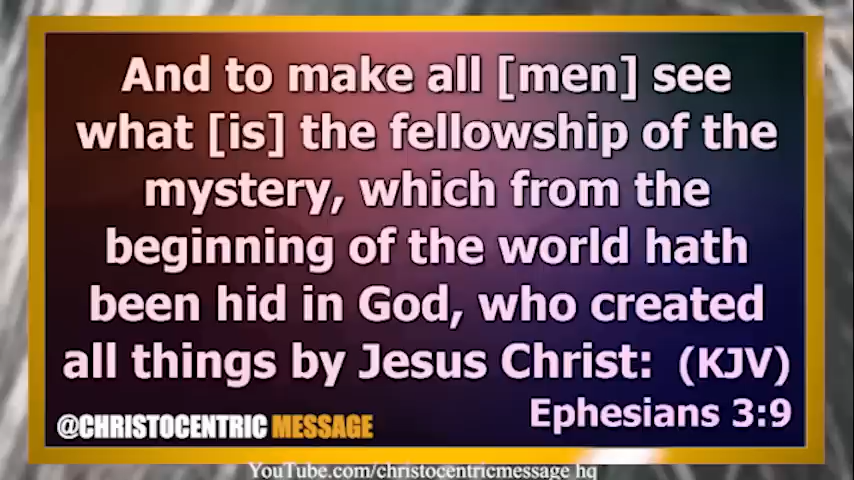 And to make all [men] see
what [is] the fellowship of the
mystery, which from the
beginning of the world hath
been hid in God, who created
all things by Jesus Christ: (KJV)
Ephesians 3:9
@CHRISTOCENTRIC MESSAGE
YouTube.com/christocentricmessage hq